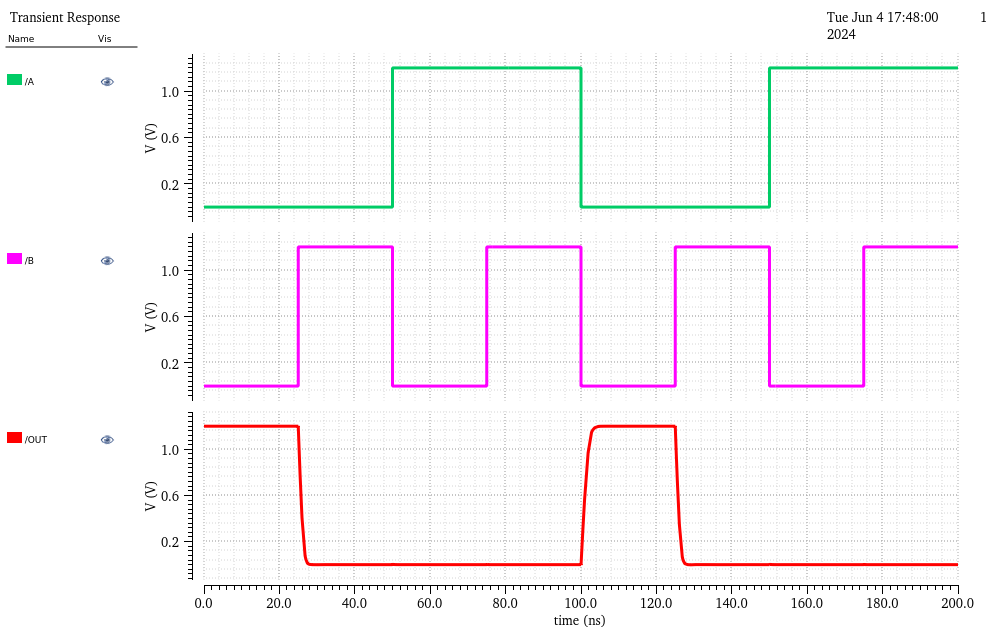 Transient Response
Tue Jun 4 17:48:00 2024
1
Name
Vis
/A
V (V)
1.0
0.6
0.2
/B
V (V)
1.0
0.6
0.2
/OUT
V (V)
1.0
0.6
0.2
0.0 20.0 40.0 60.0 80.0 100.0 120.0 140.0 160.0 180.0 200.0
time (ns)